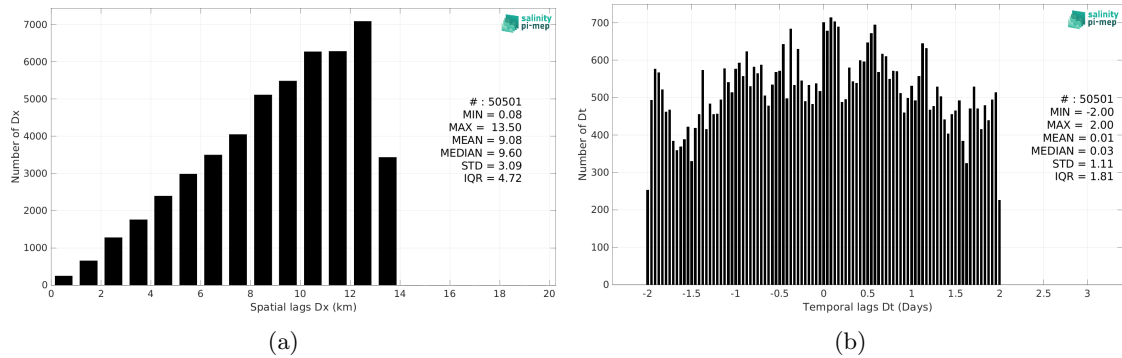 7000
6000
5000
4000
3000
2000
1000
0
Number of Dx
0 2 4 6 8 10 12 14 16 18 20
Spatial lags Dx (km)
salinity
pi-mep
# : 50501
MIN = 0.08
MAX = 13.50
MEAN = 9.08
MEDIAN = 9.60
STD = 3.09
IQR = 4.72
(a)
700
600
500
400
300
200
100
0
Number of Dt
-2 -1.5 -1 -0.5 0 0.5 1 1.5 2 2.5 3
Temporal lags Dt (Days)
salinity
pi-mep
# : 50501
MIN = -2.00
MAX = 2.00
MEAN = 0.01
MEDIAN = 0.03
STD = 1.11
IQR = 1.81
(b)